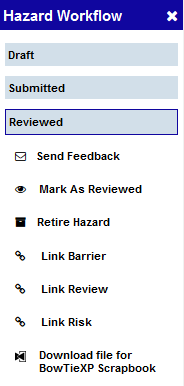 Hazard Workflow
Draft
Submitted
Reviewed
Send Feedback
Mark As Reviewed
Retire Hazard
Link Barrier
Link Review
Link Risk
Download file for
BowTieXP Scrapbook